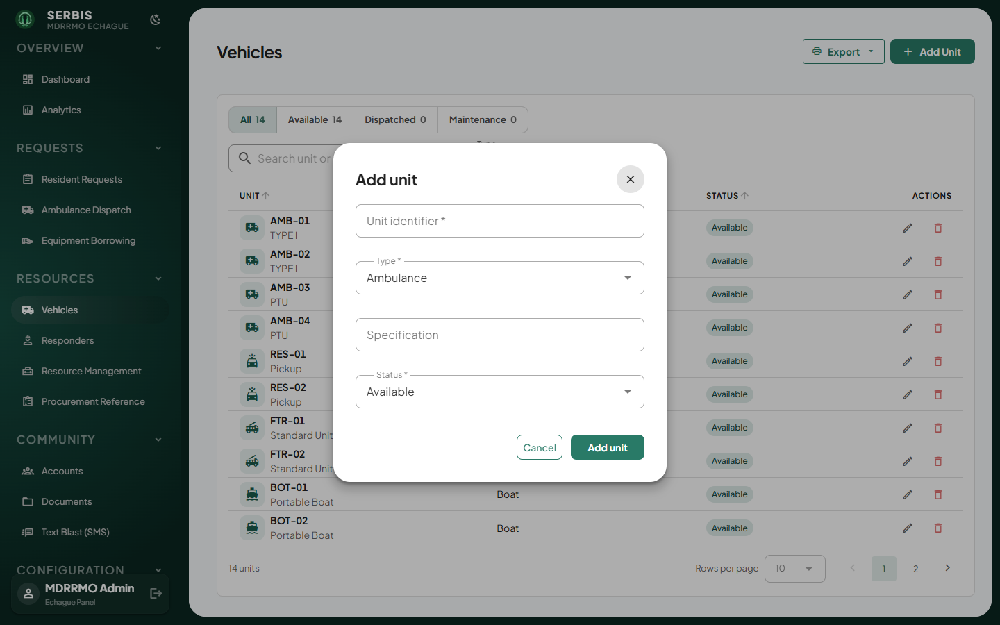 SERBIS
MDRRMO ECHAGUE
OVERVIEW
Dashboard
Analytics
REQUESTS
Resident Requests
Ambulance Dispatch
Equipment Borrowing
RESOURCES
Vehicles
Responders
Resource Management
Procurement Reference
COMMUNITY
Accounts
Documents
Text Blast (SMS)
CONFIGURATION
MDRRMO Admin
Echague Panel
Vehicles
Export
+ Add Unit
All 14
Available 14
Dispatched 0
Maintenance 0
Search unit or
UNIT
STATUS
ACTIONS
AMB-01
TYPE I
Available
AMB-02
TYPE I
Available
AMB-03
PTU
Available
AMB-04
PTU
Available
RES-01
Pickup
Available
RES-02
Pickup
Available
FTR-01
Standard Unit
Available
FTR-02
Standard Unit
Available
BOT-01
Portable Boat
Boat
Available
BOT-02
Portable Boat
Boat
Available
14 units
Rows per page
10
1
2
Add unit
Unit identifier *
Type *
Ambulance
Specification
Status *
Available
Cancel
Add unit